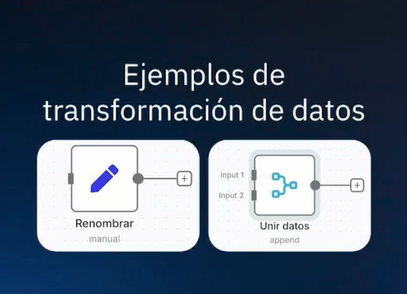 Ejemplos de
transformación de datos
Renombrar
manual
Input 1
Input 2
Unir datos
append